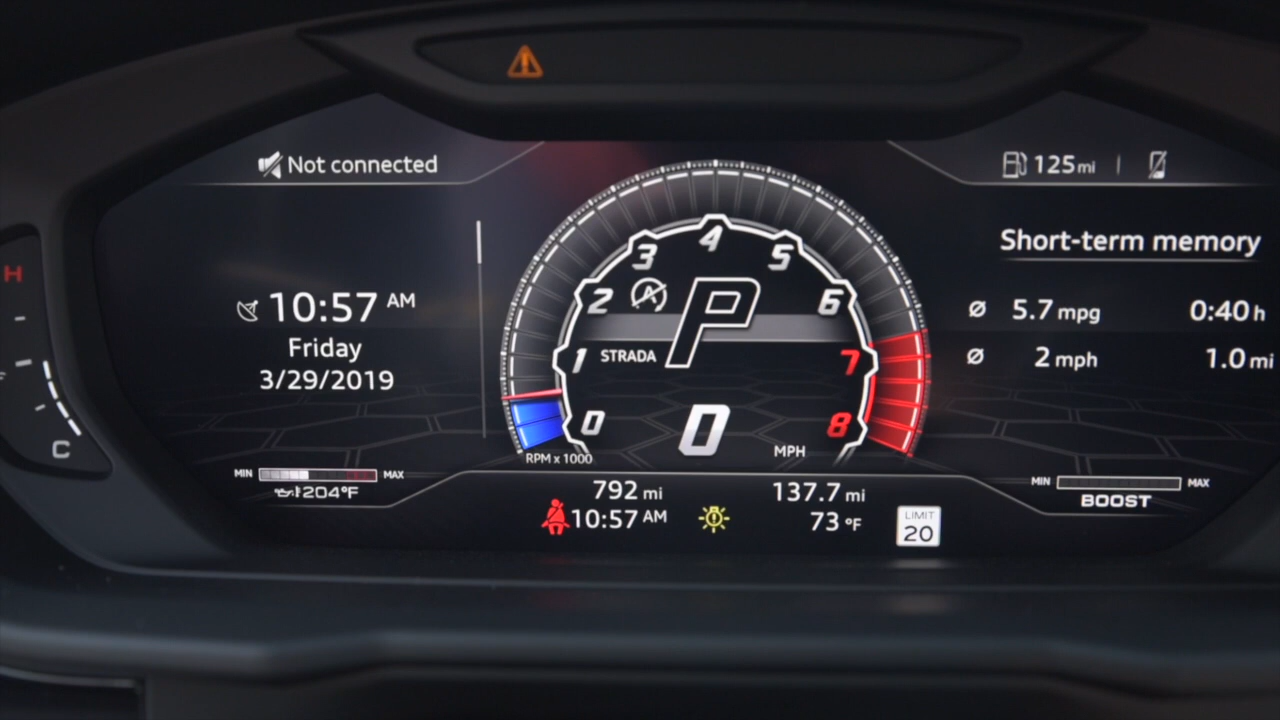 Not connected
125 mi
Short-term memory
Ø 5.7 mpg 0:40 h
Ø 2 mph 1.0 mi
10:57 AM
Friday
3/29/2019
H
C
0
1
2
3
4
5
6
7
8
A
P
STRADA
0
MPH
RPM x 1000
MIN MAX
204°F
MIN MAX
BOOST
792 mi
137.7 mi
10:57 AM
73 °F
LIMIT
20